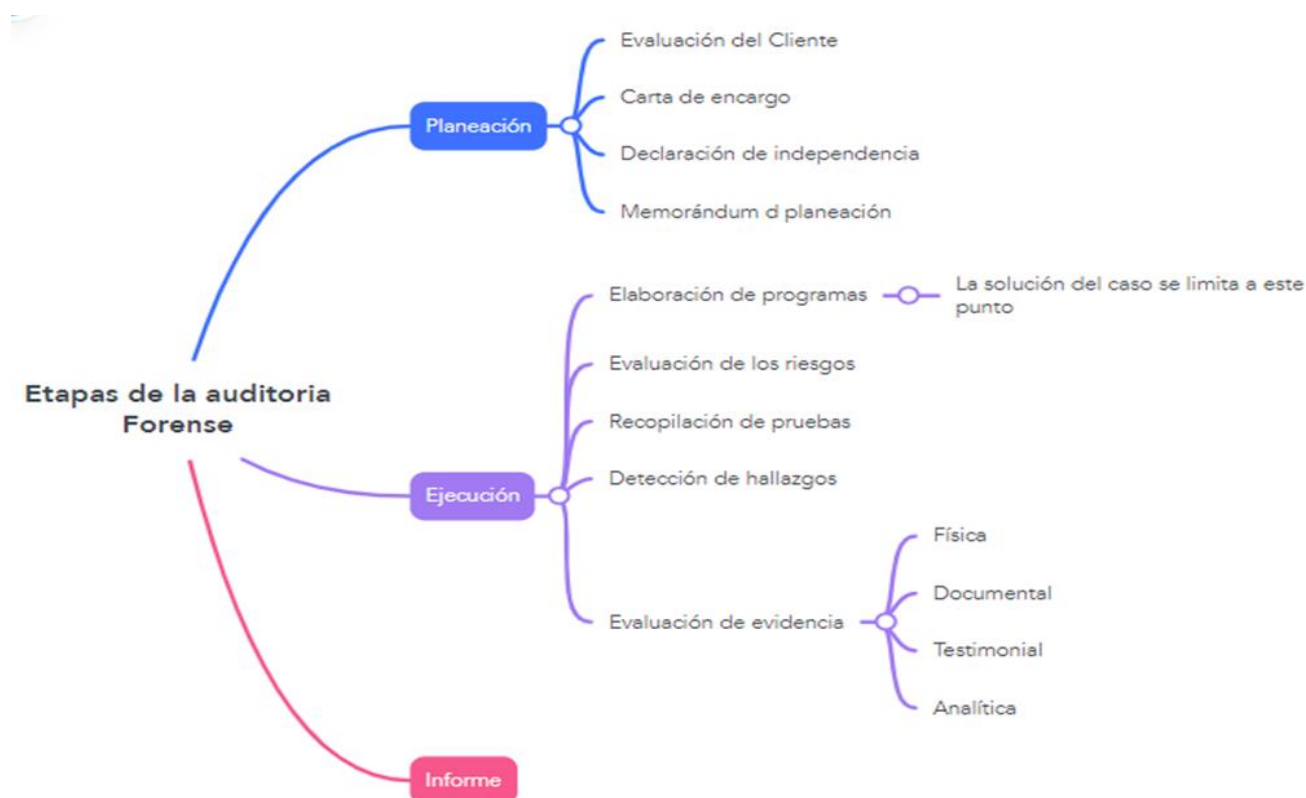 Evaluación del Cliente
Carta de encargo
Planeación
Declaración de independencia
Memorándum d planeación
Elaboración de programas
La solución del caso se limita a este
punto
Evaluación de los riesgos
Etapas de la auditoria
Forense
Recopilación de pruebas
Detección de hallazgos
Ejecución
Física
Documental
Evaluación de evidencia
Testimonial
Analítica
Informe